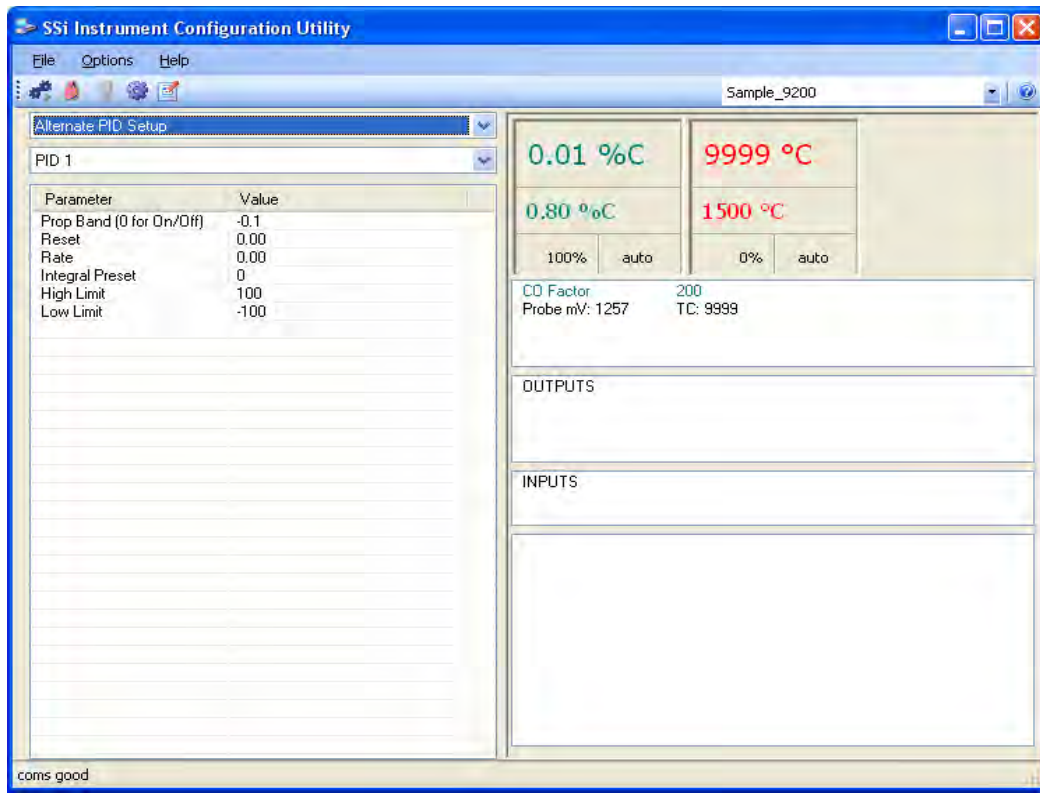 SSi Instrument Configuration Utility
File Options Help
Sample_9200
Alternate PID Setup
PID 1
Parameter Value
Prop Band (0 for On/Off) -0.1
Reset 0.00
Rate 0.00
Integral Preset 0
High Limit 100
Low Limit -100
0.01 %C 9999 °C
0.80 %C 1500 °C
100% auto 0% auto
CO Factor 200
Probe mV: 1257 TC: 9999
OUTPUTS
INPUTS
coms good